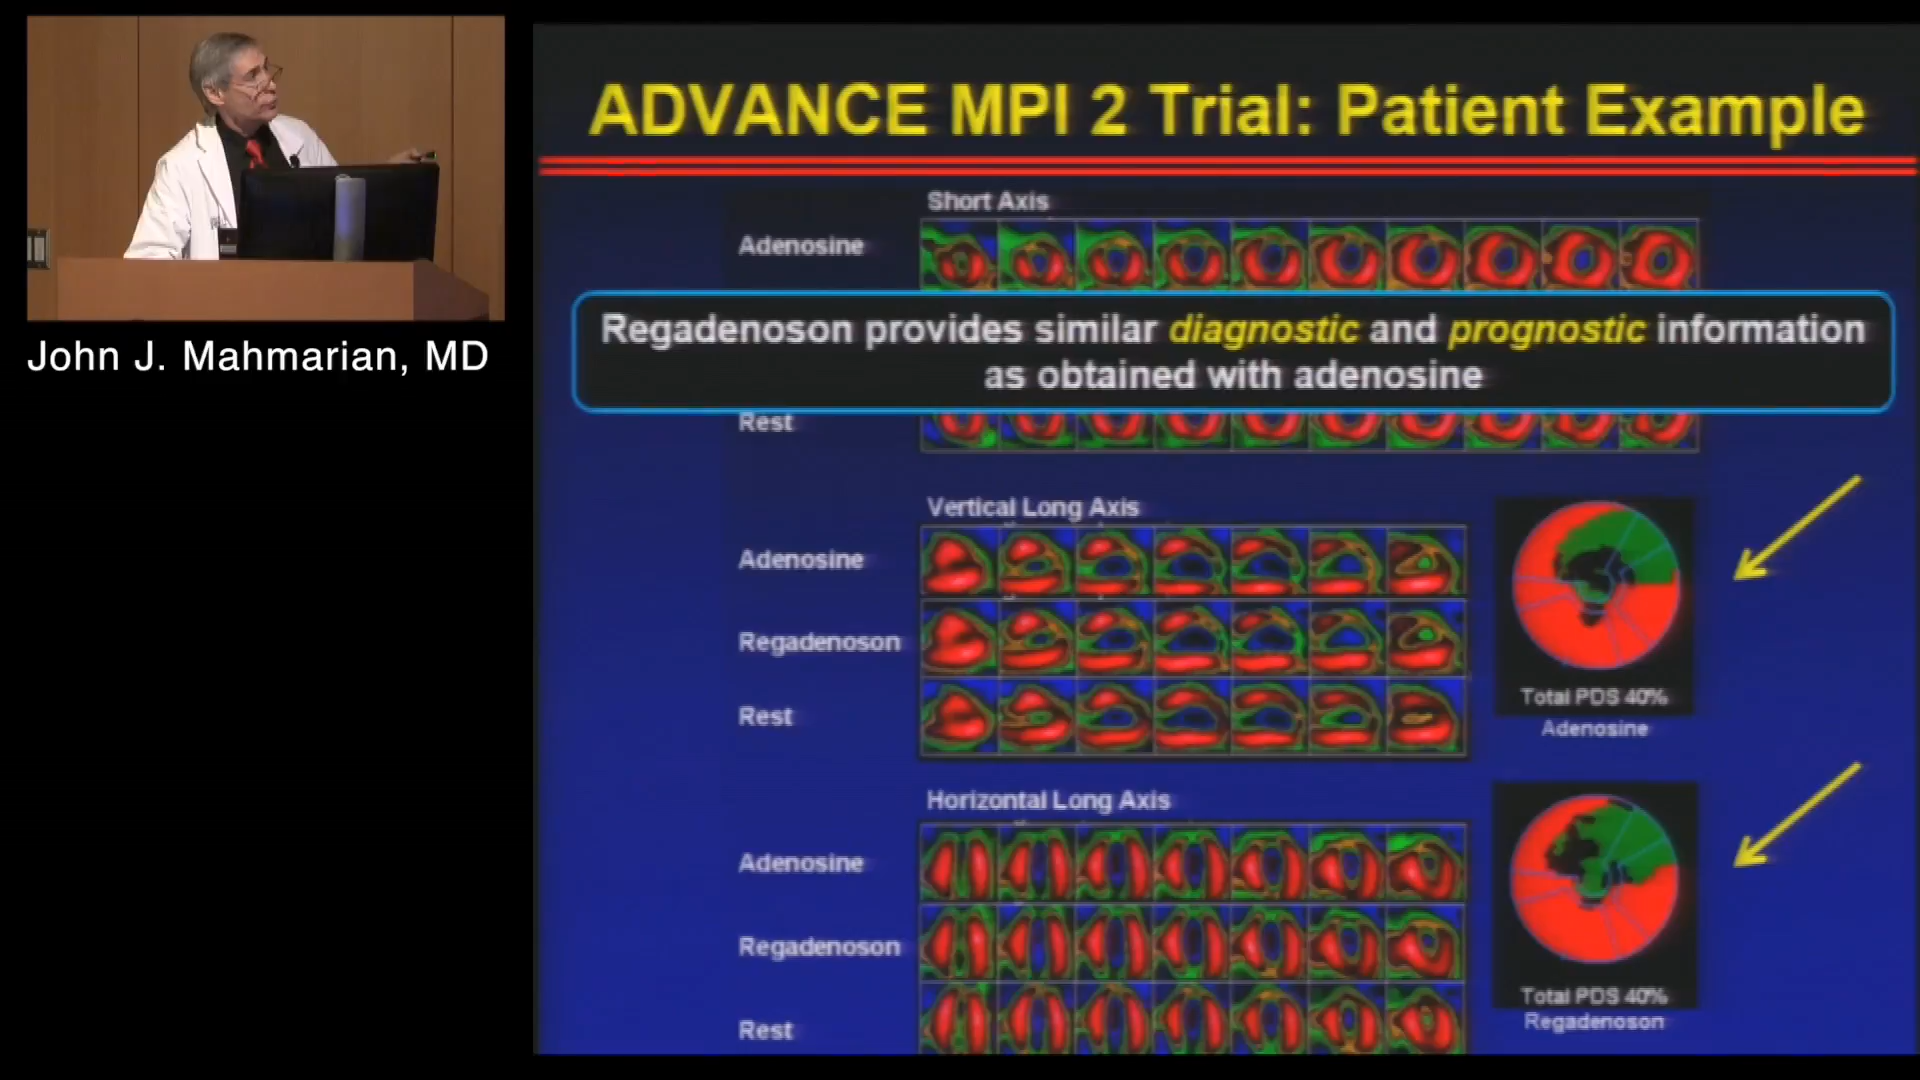 ADVANCE MPI 2 Trial: Patient Example
Short Axis
Adenosine
Regadenoson provides similar diagnostic and prognostic information
as obtained with adenosine
John J. Mahmarian, MD
Rest
Vertical Long Axis
Adenosine
Regadenoson
Rest
Total PDS 40%
Adenosine
Horizontal Long Axis
Adenosine
Regadenoson
Rest
Total PDS 40%
Regadenoson